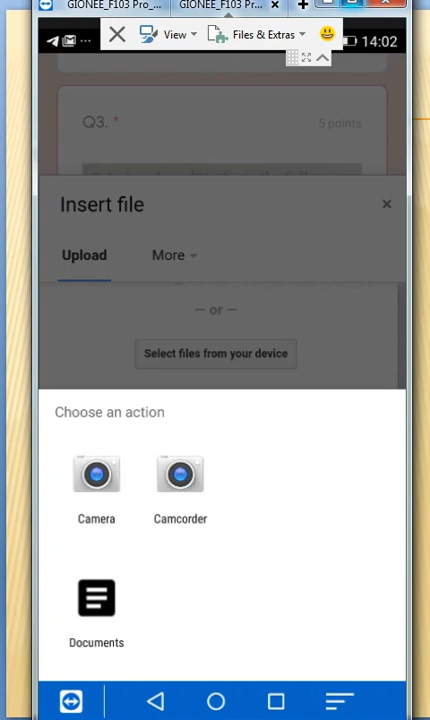 GIONEE_F103 Pro_...
GIONEE_F103 Pr...
View
Files & Extras
14:02
Q3. *
5 points
Insert file
Upload
More
— or —
Select files from your device
Choose an action
Camera
Camcorder
Documents